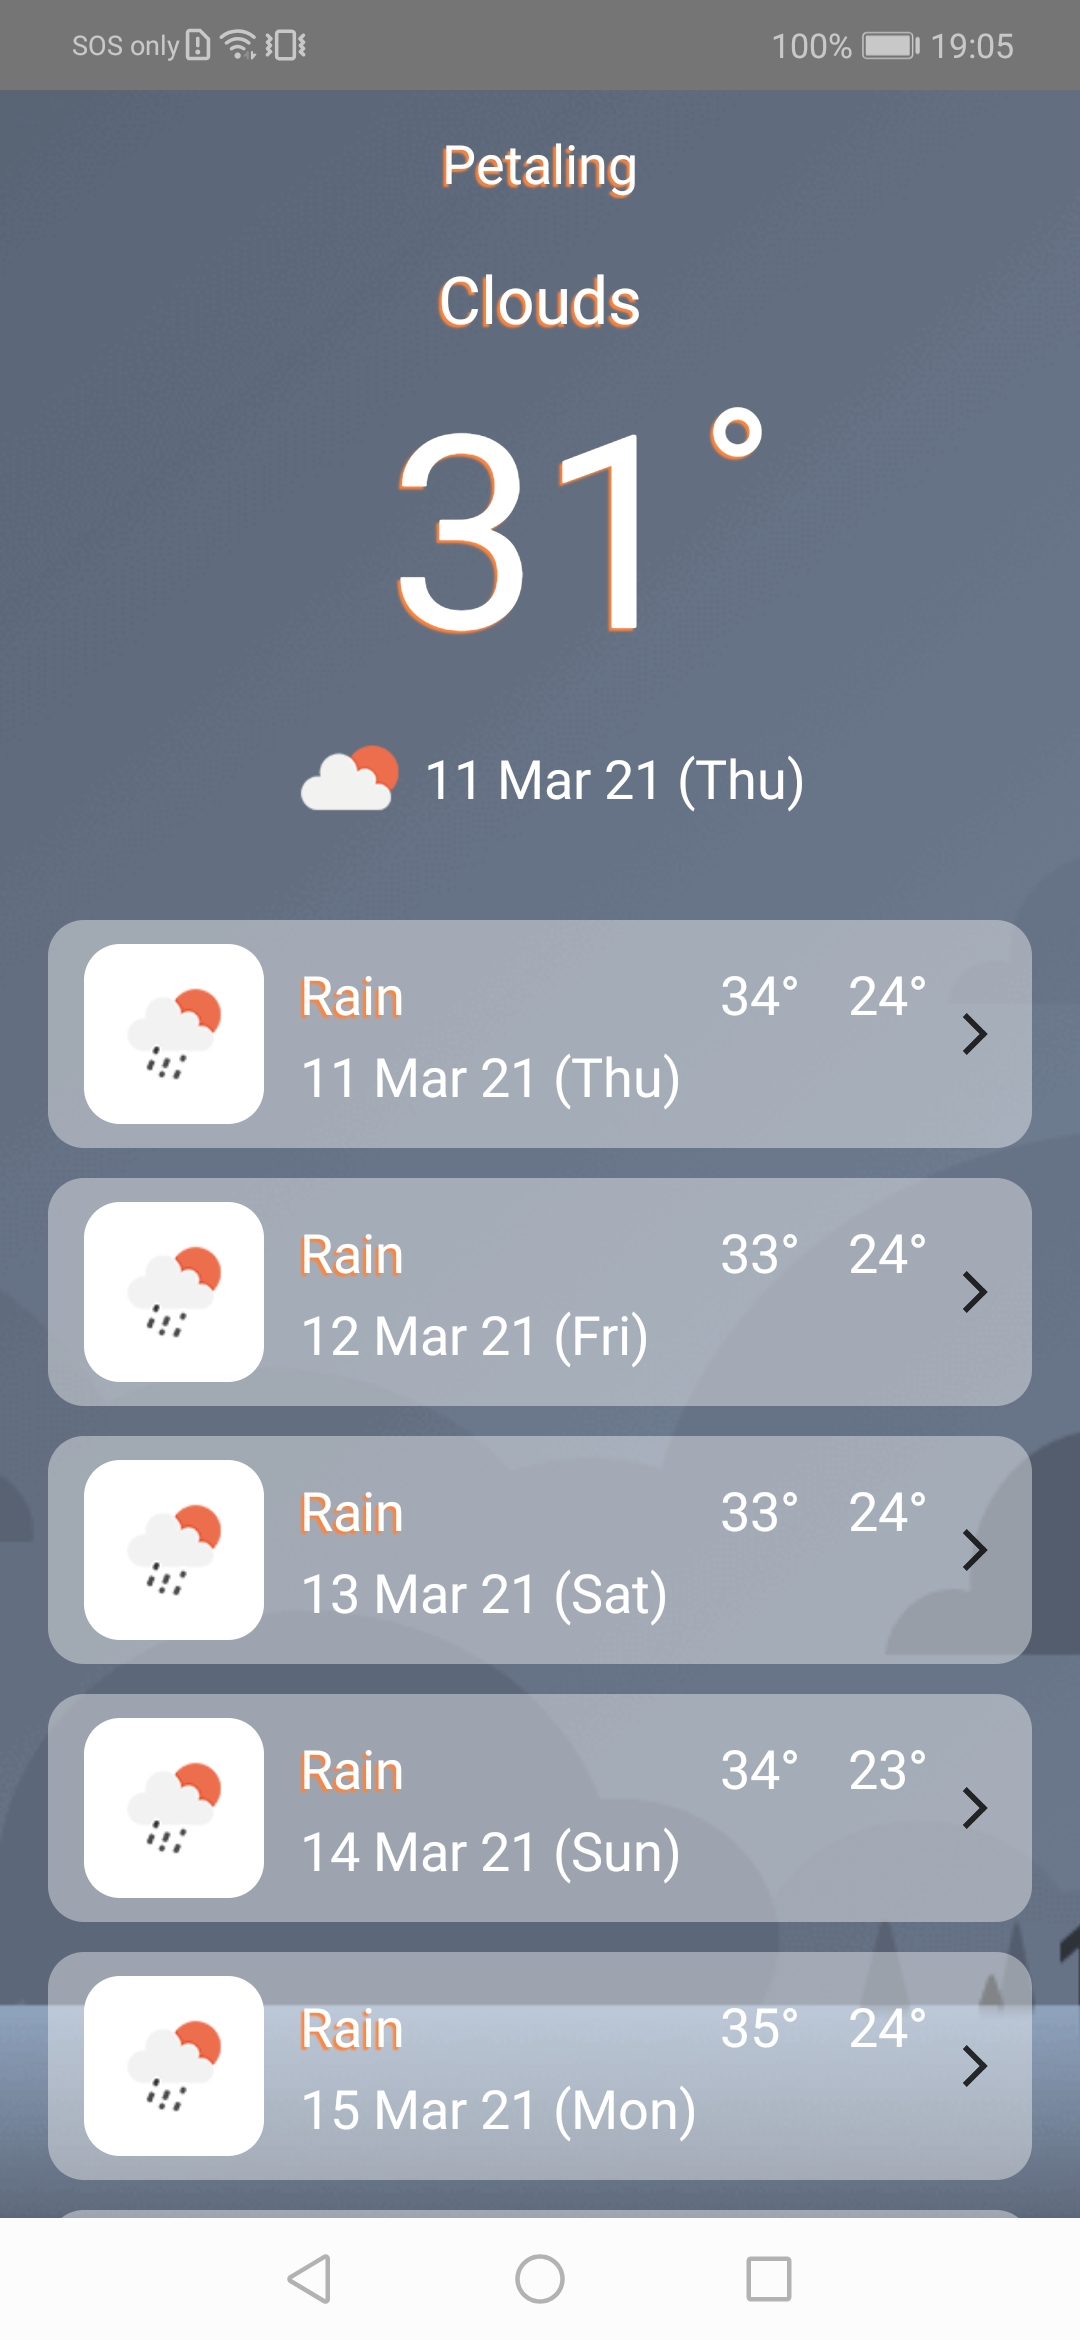 SOS only 100% 19:05
Petaling
Clouds
31°
11 Mar 21 (Thu)
Rain 34° 24°
11 Mar 21 (Thu)
Rain 33° 24°
12 Mar 21 (Fri)
Rain 33° 24°
13 Mar 21 (Sat)
Rain 34° 23°
14 Mar 21 (Sun)
Rain 35° 24°
15 Mar 21 (Mon)